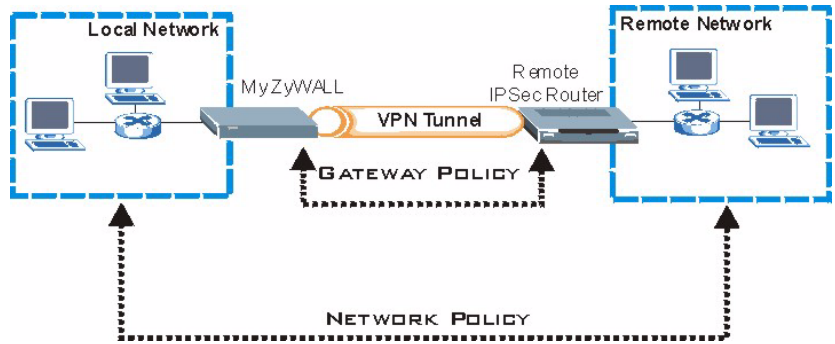 Local Network
Remote Network
MyZyWALL
Remote
IPSec Router
VPN Tunnel
GATEWAY POLICY
NETWORK POLICY